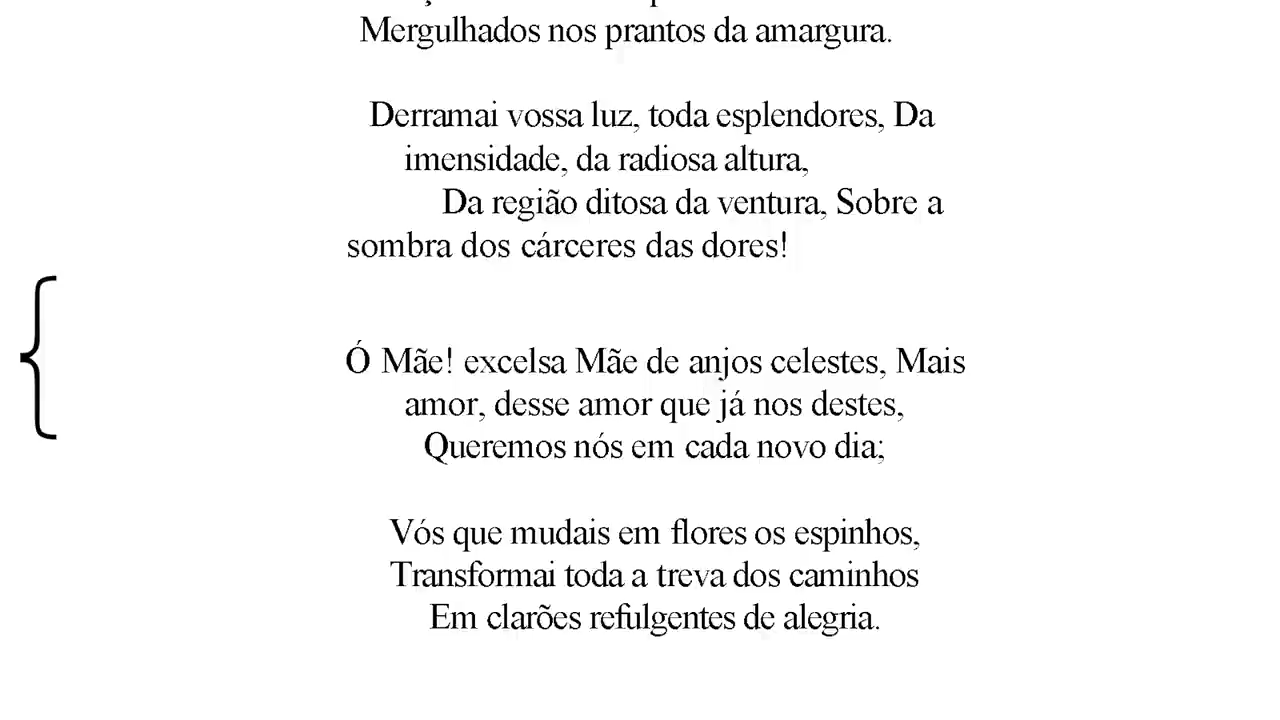 Mergulhados nos prantos da amargura.
Derramai vossa luz, toda esplendores, Da
imensidade, da radiosa altura,
Da região ditosa da ventura, Sobre a
sombra dos cárceres das dores!
Ó Mãe! excelsa Mãe de anjos celestes, Mais
amor, desse amor que já nos destes,
Queremos nós em cada novo dia;
Vós que mudais em flores os espinhos,
Transformai toda a treva dos caminhos
Em clarões refulgentes de alegria.